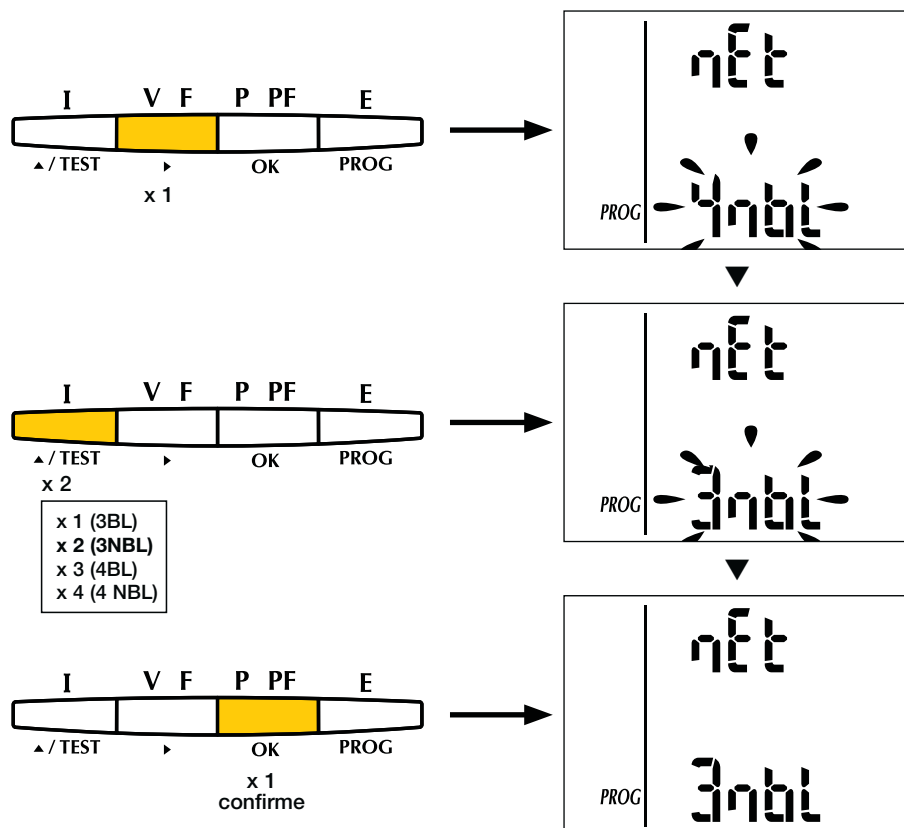 nEt
I V F P PF E
▲ / TEST ▶ OK PROG
x 1
PROG 4nbL
nEt
I V F P PF E
▲ / TEST ▶ OK PROG
x 2
x 1 (3BL)
x 2 (3NBL)
x 3 (4BL)
x 4 (4 NBL)
PROG 3nbL
nEt
I V F P PF E
▲ / TEST ▶ OK PROG
x 1
confirme
PROG 3nbL